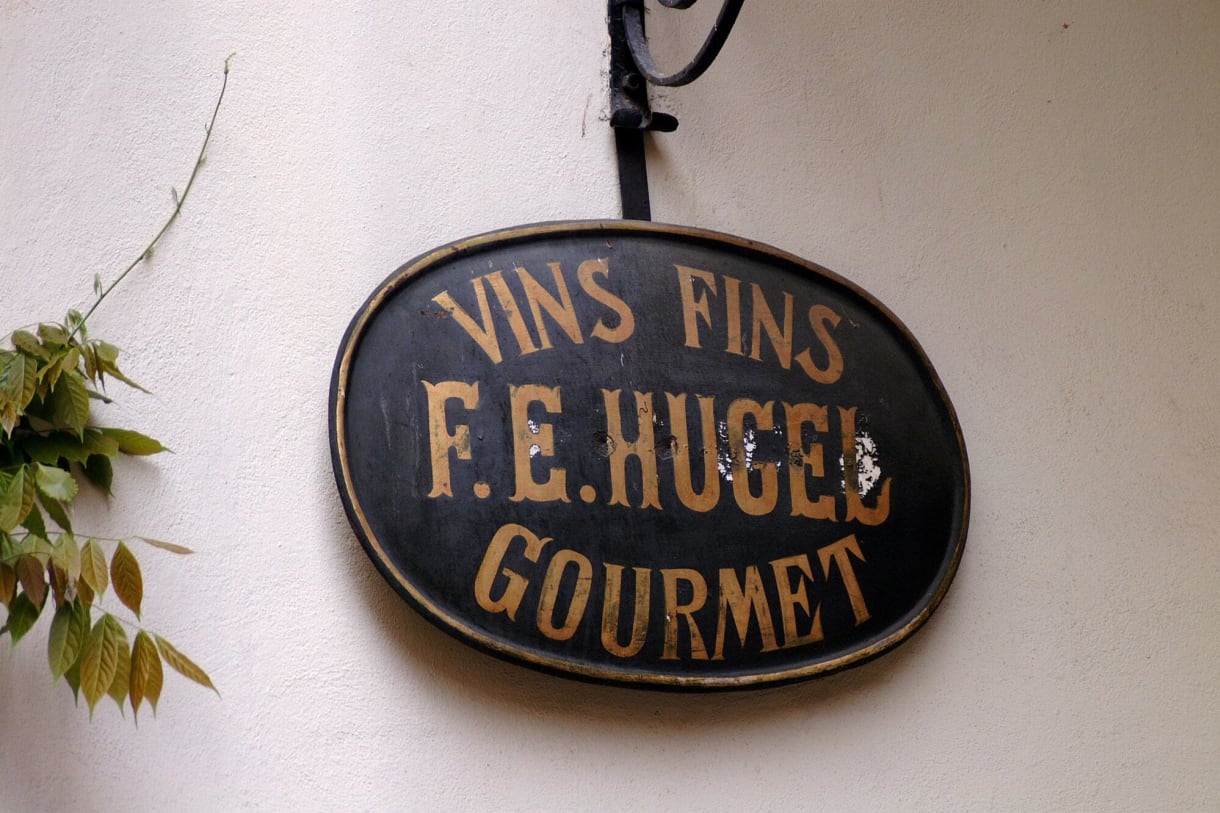 VINS FINS
F. E. HUGEL
GOURMET